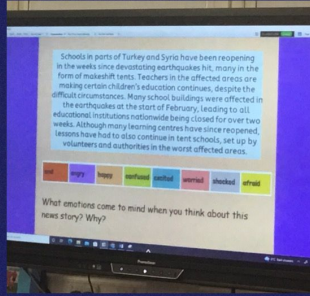 Schools in parts of Turkey and Syria have been reopening
in the weeks since devastating earthquakes hit, many in the
form of makeshift tents. Teachers in the affected areas are
making certain children's education continues, despite the
difficult circumstances. Many school buildings were affected in
the earthquakes at the start of February, leading to all
educational institutions nationwide being closed for over two
weeks. Although many learning centres have since reopened,
lessons have had to also continue in tent schools, set up by
volunteers and authorities in the worst affected areas.
sad angry happy confused excited worried shocked afraid
What emotions come to mind when you think about this
news story? Why?